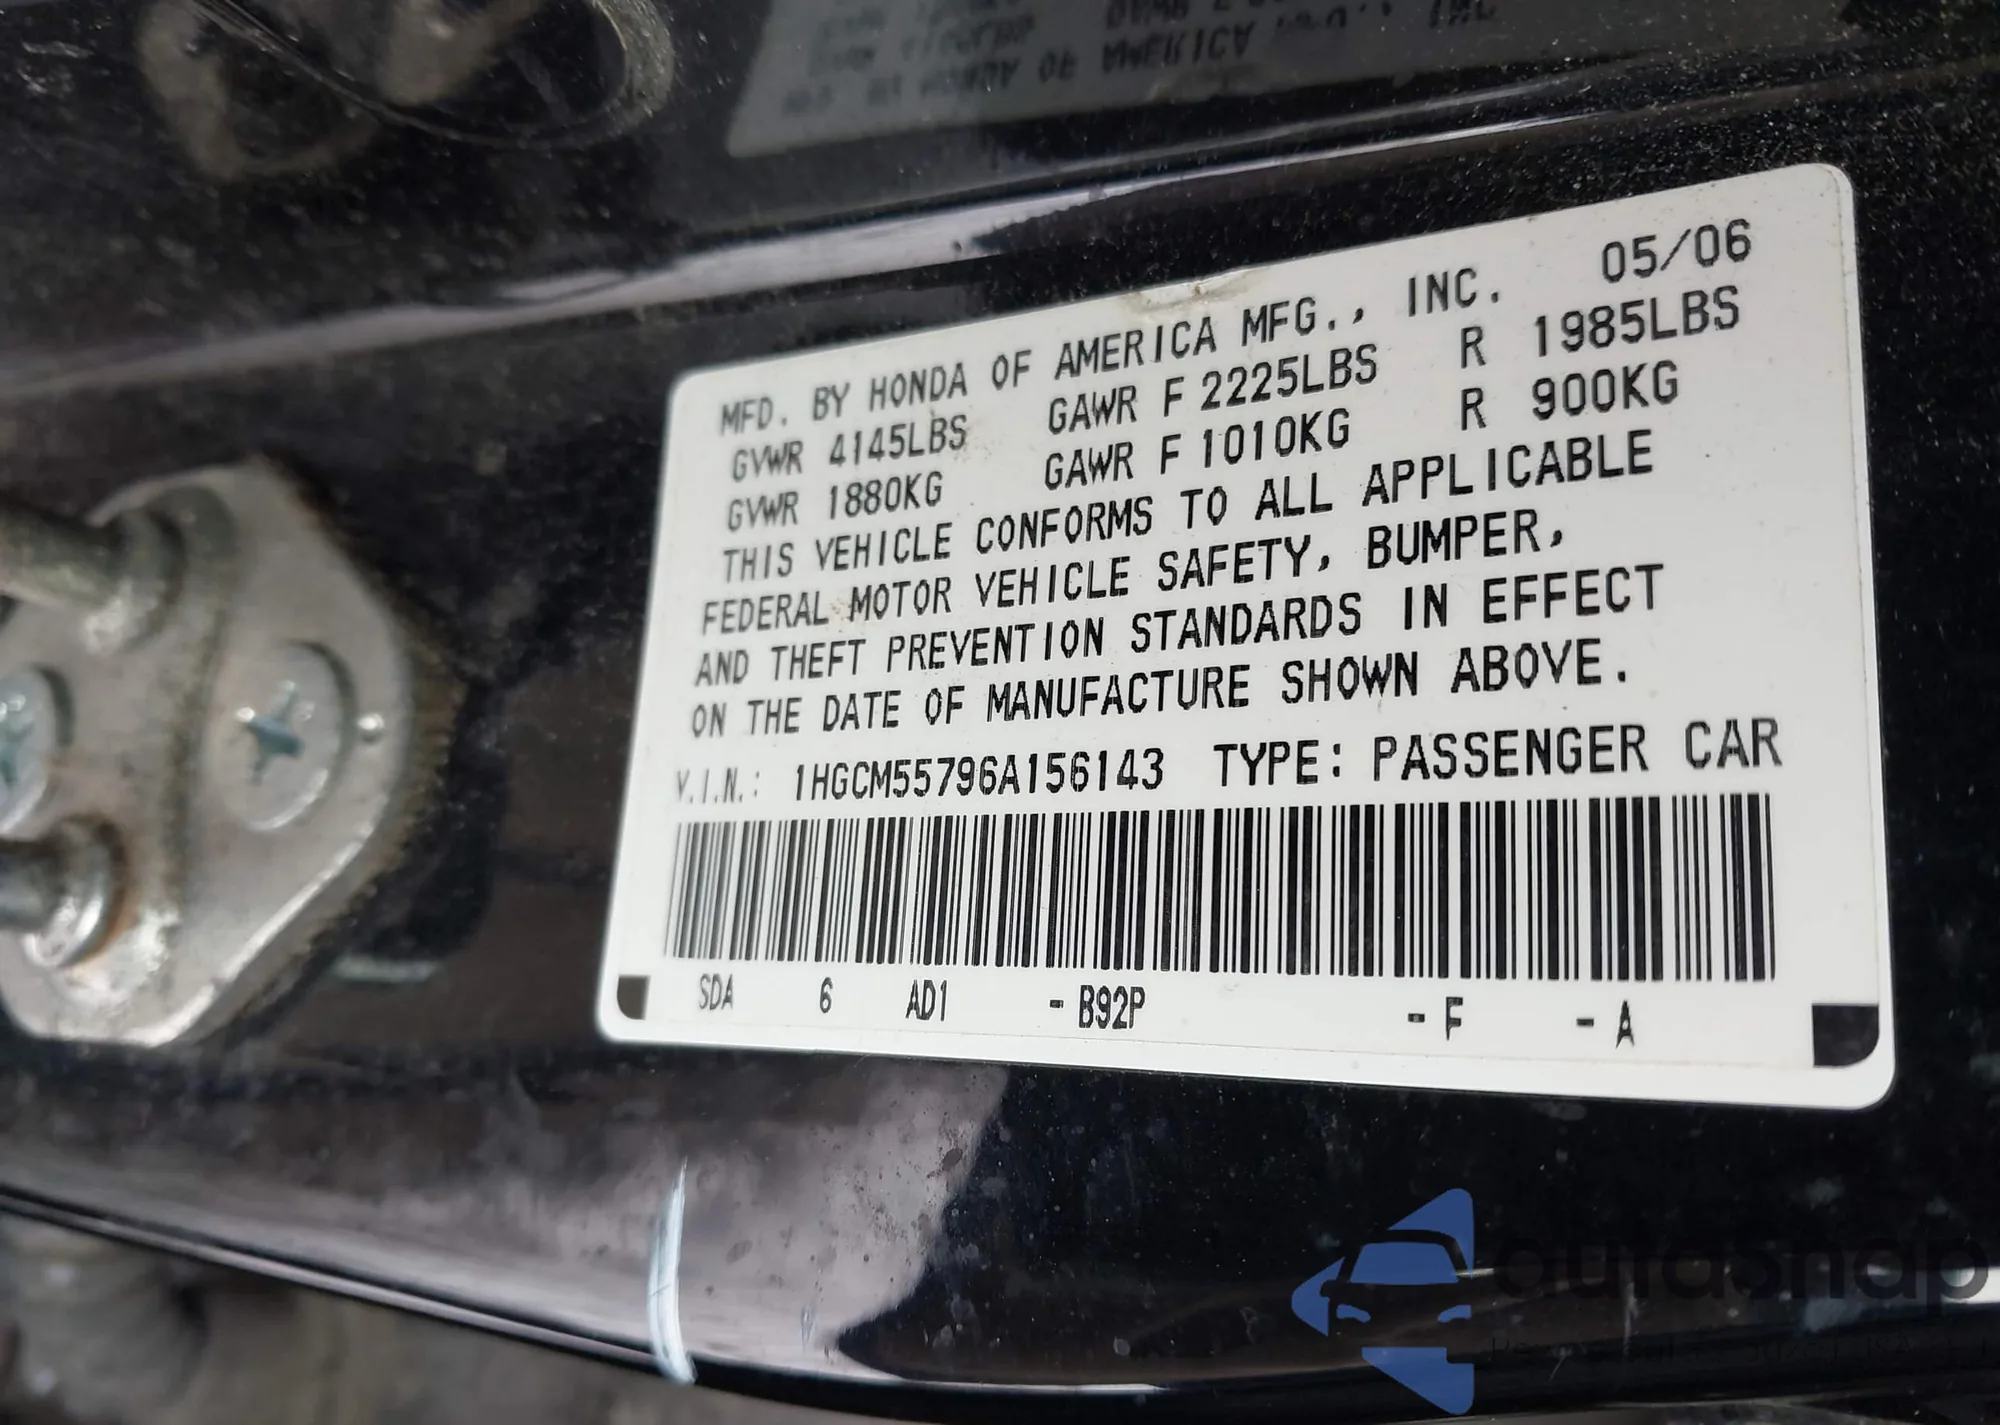 MFD. BY HONDA OF AMERICA MFG., INC. 05/06
GVWR 4145LBS GAWR F 2225LBS R 1985LBS
GVWR 1880KG GAWR F 1010KG R 900KG
THIS VEHICLE CONFORMS TO ALL APPLICABLE
FEDERAL MOTOR VEHICLE SAFETY, BUMPER,
AND THEFT PREVENTION STANDARDS IN EFFECT
ON THE DATE OF MANUFACTURE SHOWN ABOVE.
V.I.N.: 1HGCM55796A156143 TYPE: PASSENGER CAR
SDA 6 AD1 - B92P - F - A
autasnap